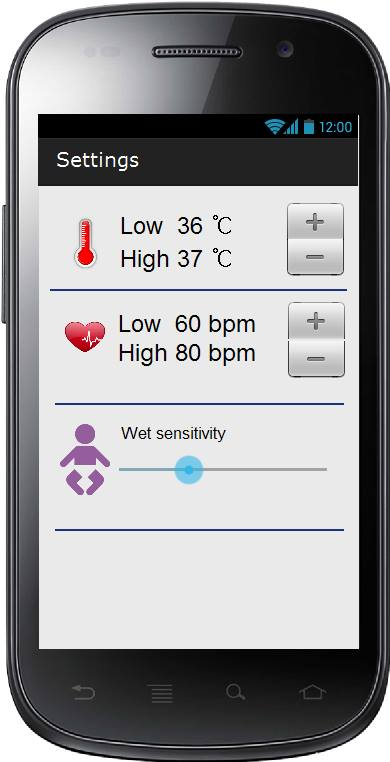 12:00
Settings
Low 36 ℃
High 37 ℃
Low 60 bpm
High 80 bpm
Wet sensitivity